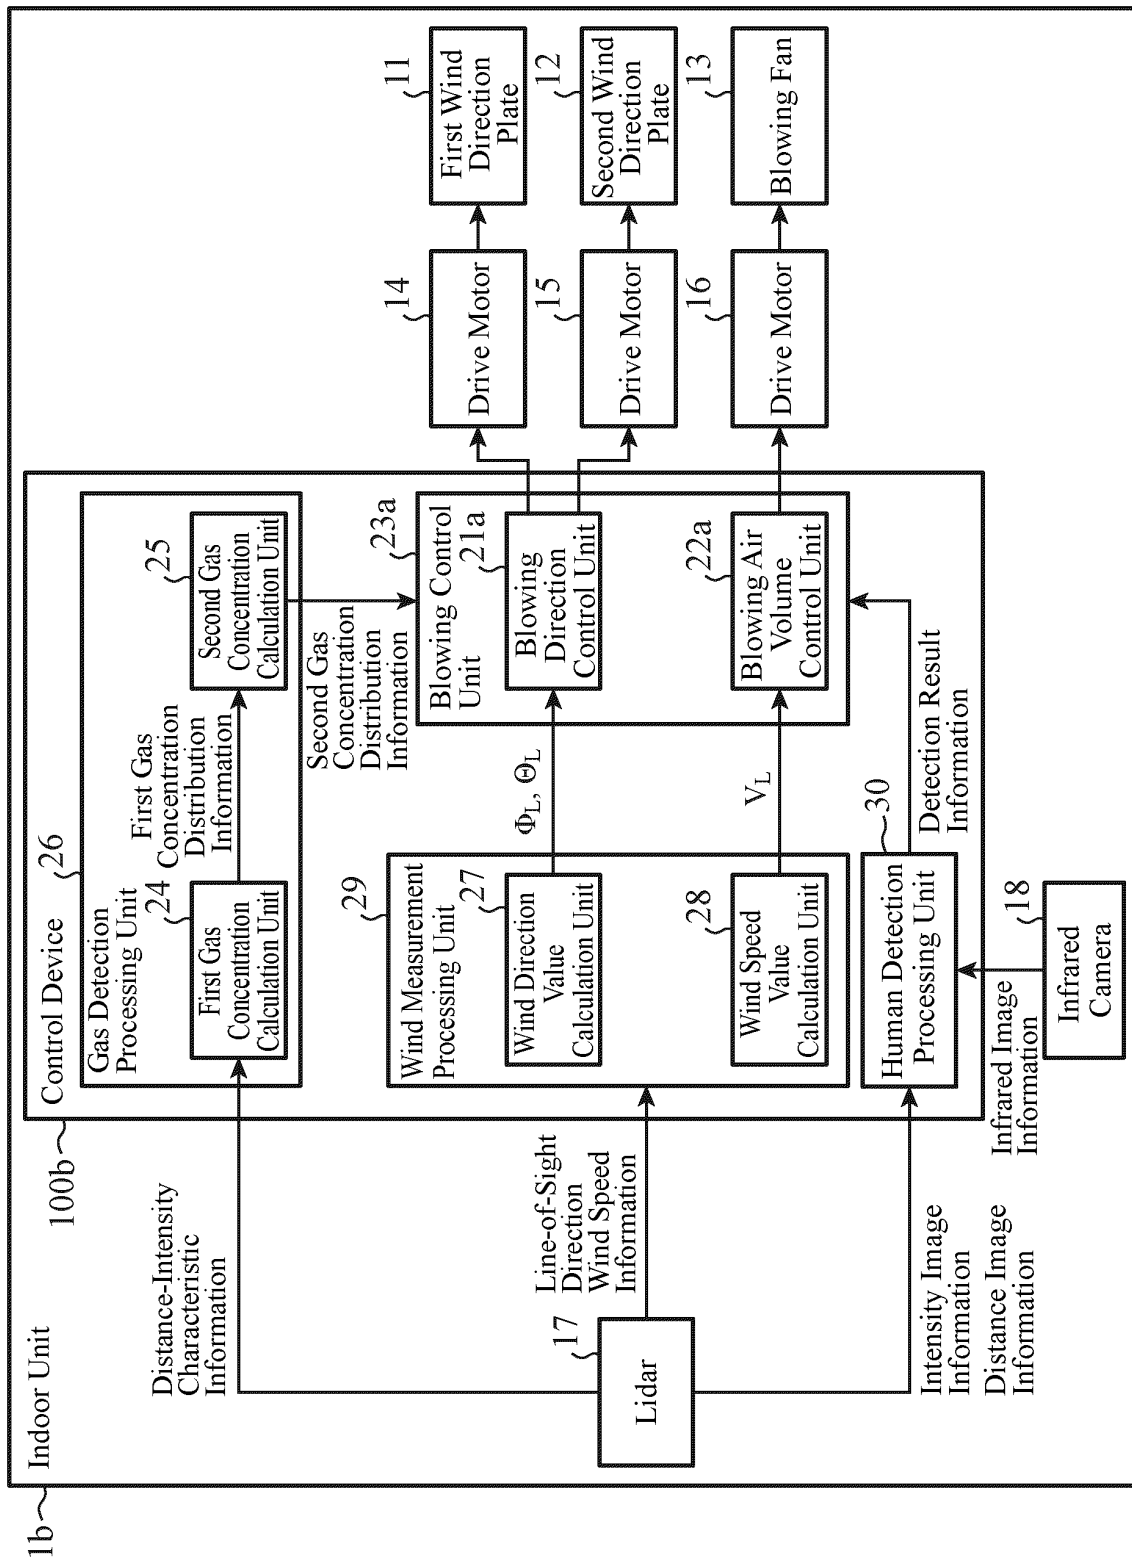 1b
Indoor Unit
100b
Control Device
26
Gas Detection
Processing Unit
24
First Gas
Concentration
Calculation Unit
First Gas
Concentration
Distribution
Information
25
Second Gas
Concentration
Calculation Unit
Distance-Intensity
Characteristic
Information
Second Gas
Concentration
Distribution
Information
17
Lidar
Line-of-Sight
Direction
Wind Speed
Information
29
Wind Measurement
Processing Unit
27
Wind Direction
Value
Calculation Unit
28
Wind Speed
Value
Calculation Unit
ΦL, ΘL
VL
23a
Blowing Control
Unit
21a
Blowing
Direction
Control Unit
22a
Blowing Air
Volume
Control Unit
14
Drive Motor
11
First Wind
Direction
Plate
15
Drive Motor
12
Second Wind
Direction
Plate
16
Drive Motor
13
Blowing Fan
Intensity Image
Information
Distance Image
Information
30
Human Detection
Processing Unit
Detection Result
Information
Infrared Image
Information
18
Infrared
Camera